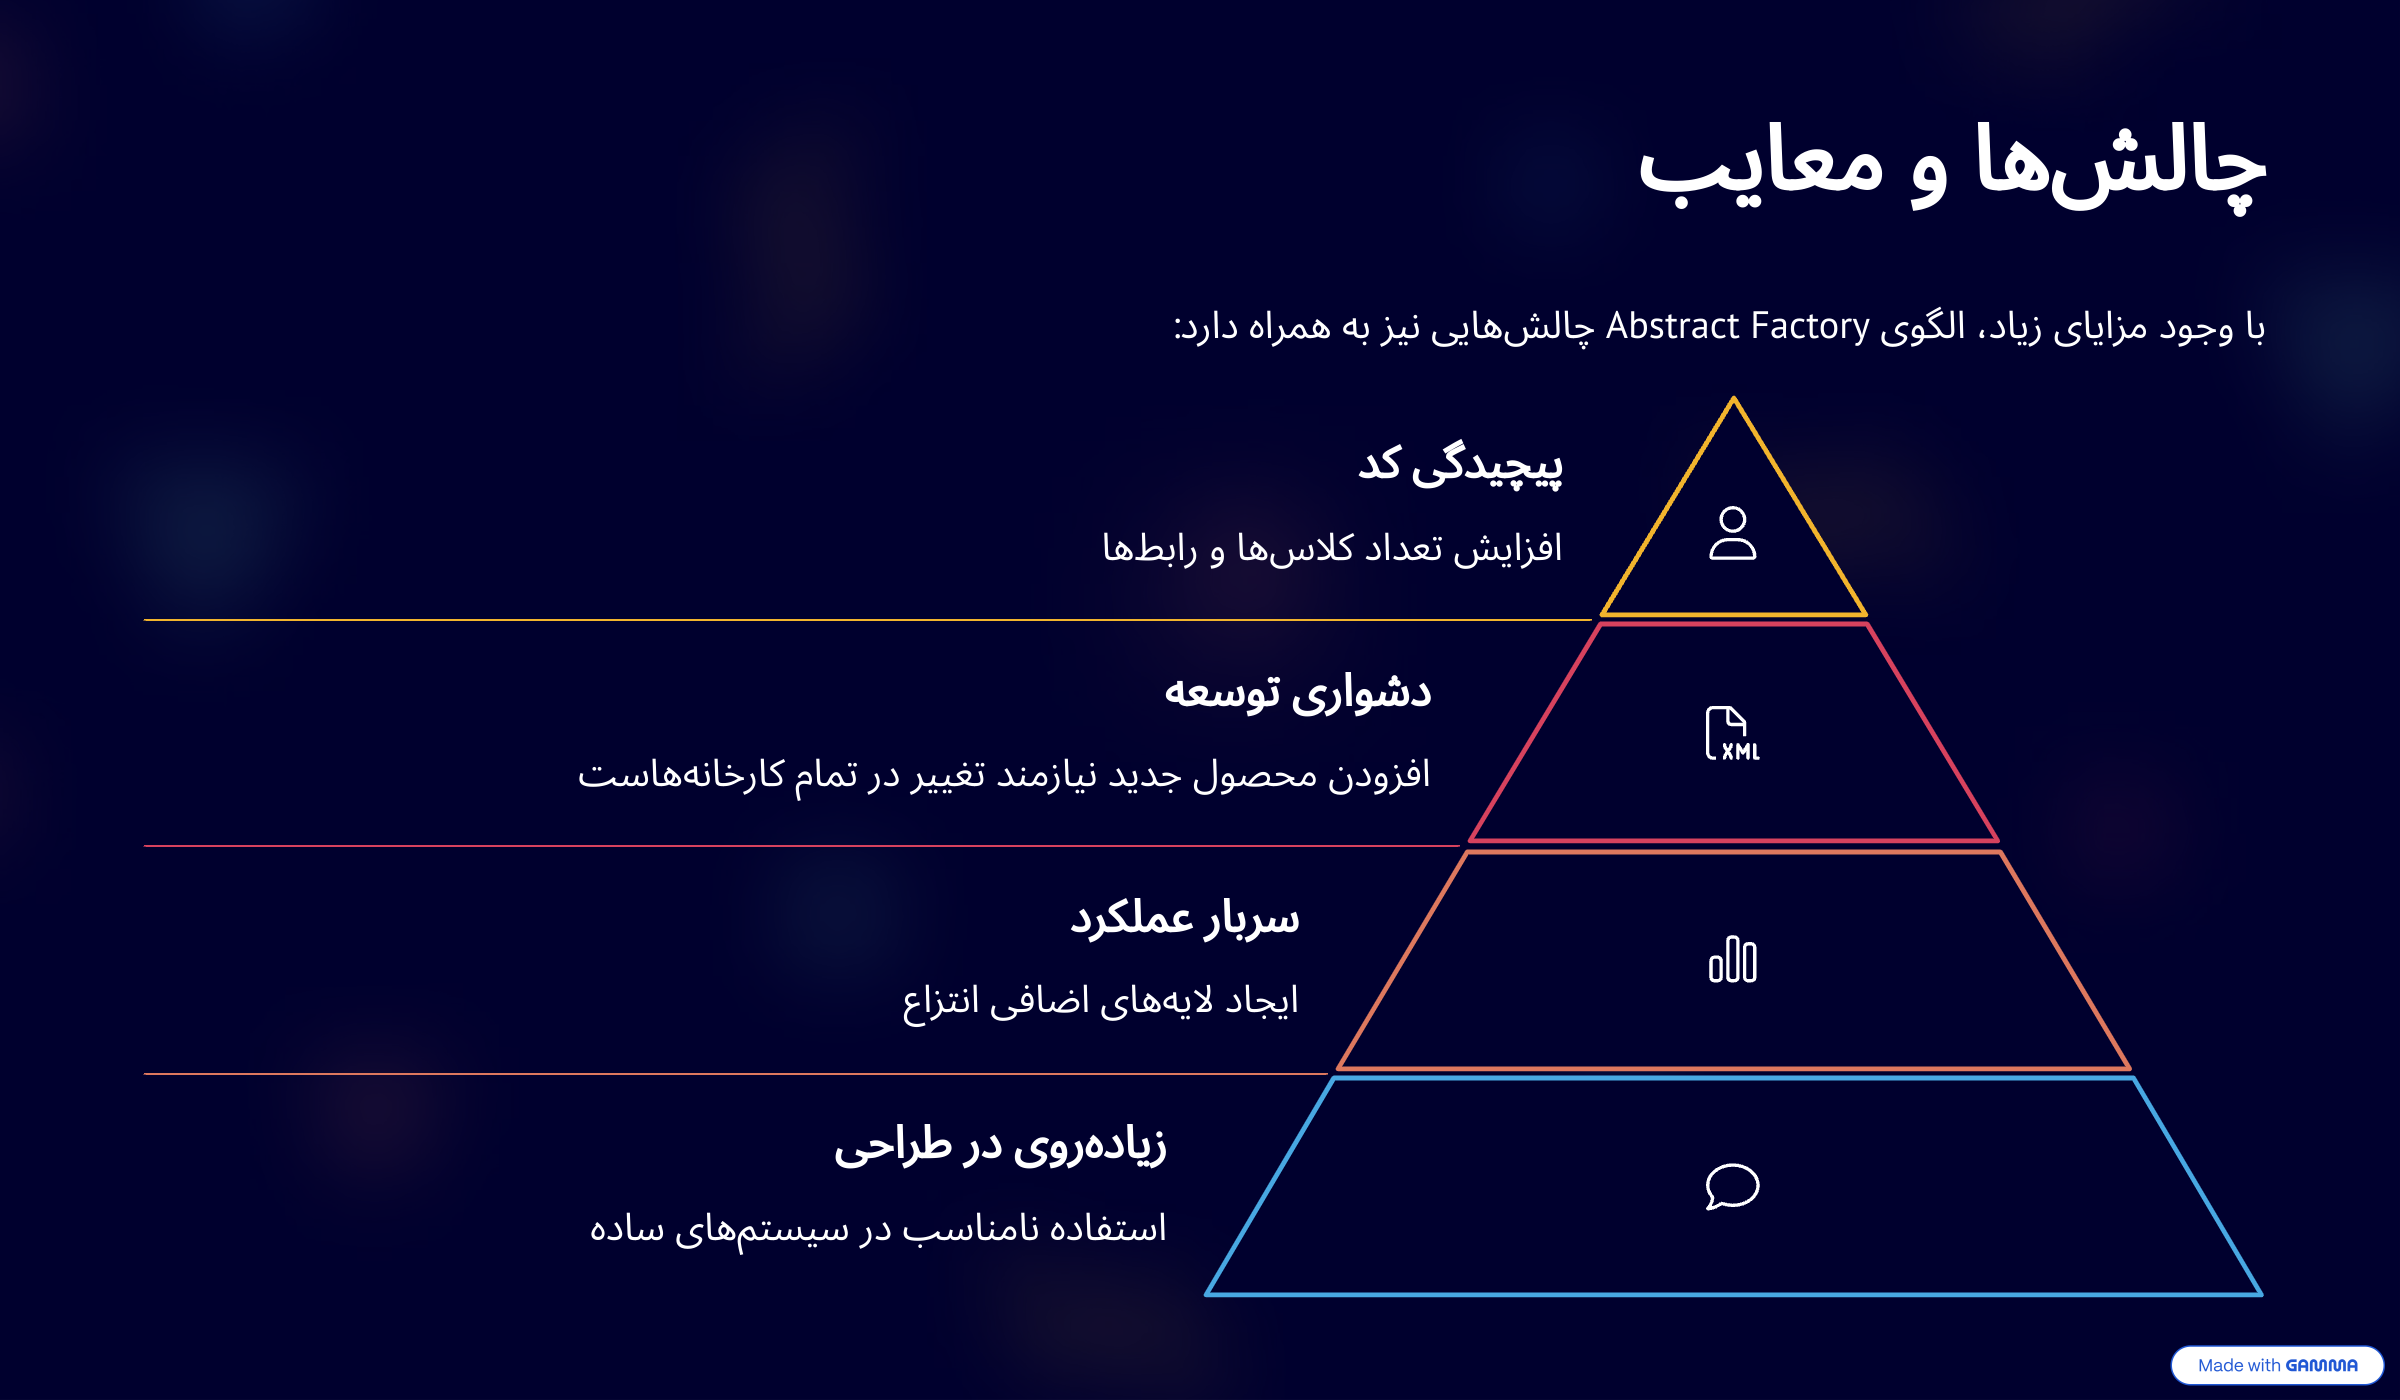 چالش‌ها و معایب
با وجود مزایای زیاد، الگوی Abstract Factory چالش‌هایی نیز به همراه دارد:
پیچیدگی کد
افزایش تعداد کلاس‌ها و رابط‌ها
دشواری توسعه
افزودن محصول جدید نیازمند تغییر در تمام کارخانه‌هاست
XML
سربار عملکرد
ایجاد لایه‌های اضافی انتزاع
زیاده‌روی در طراحی
استفاده نامناسب در سیستم‌های ساده
Made with GAMMA